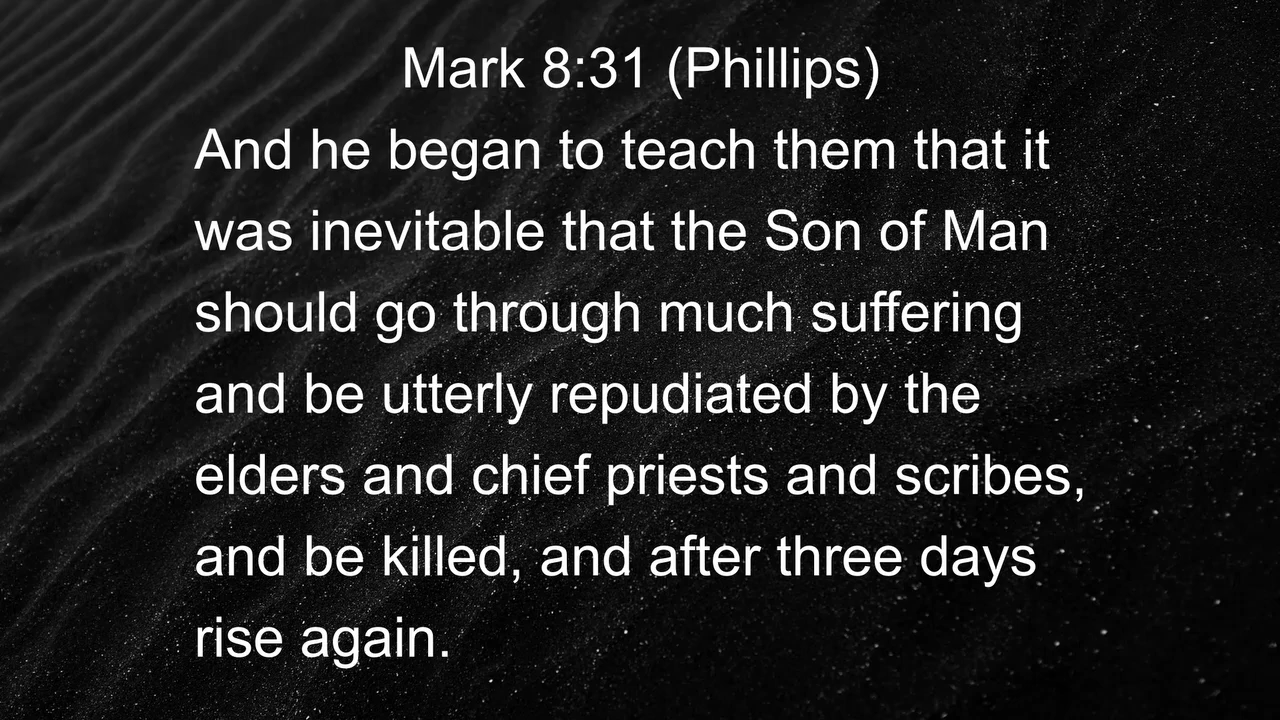 Mark 8:31 (Phillips)
And he began to teach them that it
was inevitable that the Son of Man
should go through much suffering
and be utterly repudiated by the
elders and chief priests and scribes,
and be killed, and after three days
rise again.